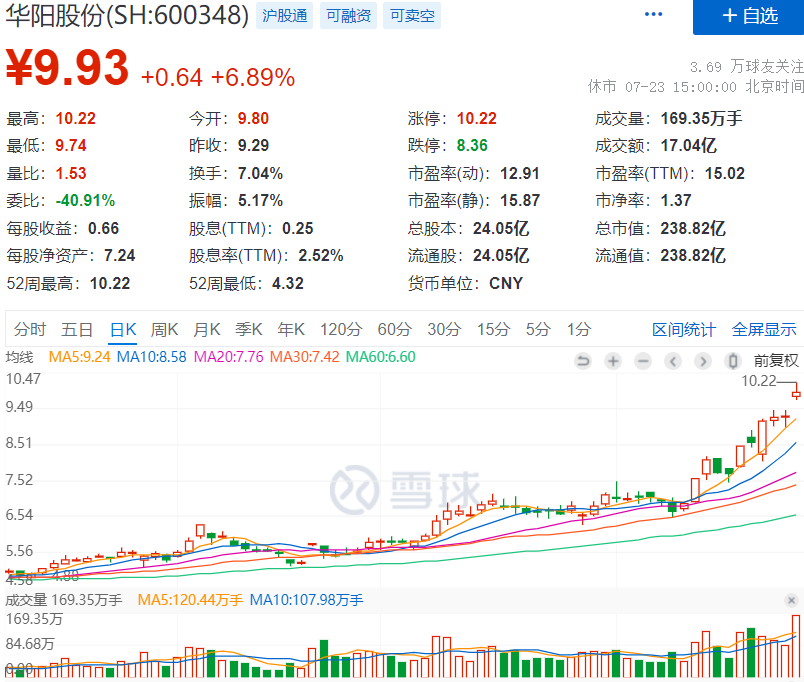 华阳股份(SH:600348) 沪股通 可融资 可卖空 ••• +自选
¥9.93 +0.64 +6.89%
3.69 万球友关注
休市 07-23 15:00:00 北京时间
最高：10.22 今开：9.80 涨停：10.22 成交量：169.35万手
最低：9.74 昨收：9.29 跌停：8.36 成交额：17.04亿
量比：1.53 换手：7.04% 市盈率(动)：12.91 市盈率(TTM)：15.02
委比：-40.91% 振幅：5.17% 市盈率(静)：15.87 市净率：1.37
每股收益：0.66 股息(TTM)：0.25 总股本：24.05亿 总市值：238.82亿
每股净资产：7.24 股息率(TTM)：2.52% 流通股：24.05亿 流通值：238.82亿
52周最高：10.22 52周最低：4.32 货币单位：CNY
分时 五日 日K 周K 月K 季K 年K 120分 60分 30分 15分 5分 1分 区间统计 全屏显示
均线 MA5:9.24 MA10:8.58 MA20:7.76 MA30:7.42 MA60:6.60 前复权
10.47
10.22
9.49
8.51
7.52
雪球
6.54
5.56
4.58
成交量 169.35万手 MA5:120.44万手 MA10:107.98万手
169.35万
84.68万
0.00